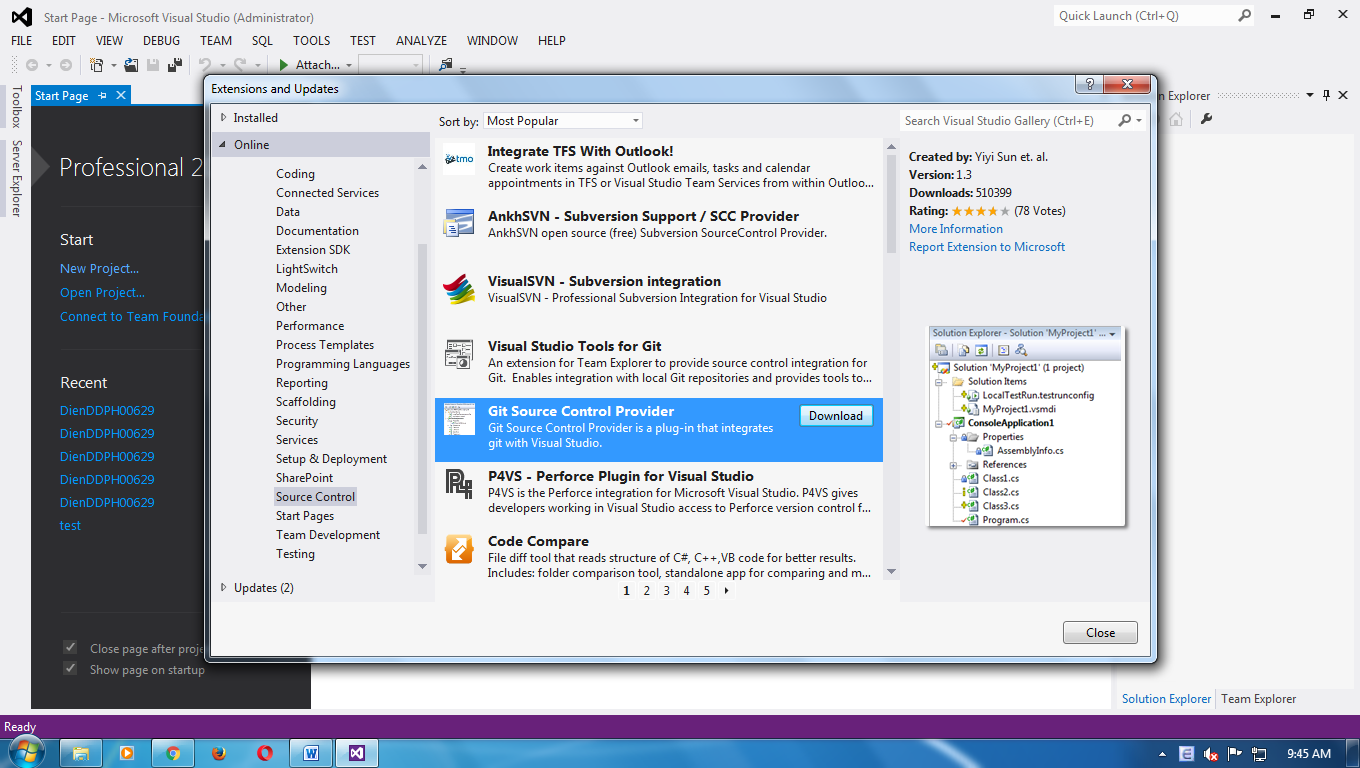 Start Page - Microsoft Visual Studio (Administrator)
Quick Launch (Ctrl+Q)
FILE EDIT VIEW DEBUG TEAM SQL TOOLS TEST ANALYZE WINDOW HELP
Attach...
Toolbox
Server Explorer
Start Page
Professional 2
Start
New Project...
Open Project...
Connect to Team Founda
Recent
DienDDPH00629
DienDDPH00629
DienDDPH00629
DienDDPH00629
DienDDPH00629
test
Close page after proje
Show page on startup
Extensions and Updates
Installed
Online
Coding
Connected Services
Data
Documentation
Extension SDK
LightSwitch
Modeling
Other
Performance
Process Templates
Programming Languages
Reporting
Scaffolding
Security
Services
Setup & Deployment
SharePoint
Source Control
Start Pages
Team Development
Testing
Updates (2)
Sort by: Most Popular
tmo
Integrate TFS With Outlook!
Create work items against Outlook emails, tasks and calendar
appointments in TFS or Visual Studio Team Services from within Outloo...
AnkhSVN - Subversion Support / SCC Provider
AnkhSVN open source (free) Subversion SourceControl Provider.
VisualSVN - Subversion integration
VisualSVN - Professional Subversion Integration for Visual Studio
Visual Studio Tools for Git
An extension for Team Explorer to provide source control integration for
Git. Enables integration with local Git repositories and provides tools to...
Git Source Control Provider
Git Source Control Provider is a plug-in that integrates
git with Visual Studio.
Download
P4VS - Perforce Plugin for Visual Studio
P4VS is the Perforce integration for Microsoft Visual Studio. P4VS gives
developers working in Visual Studio access to Perforce version control f...
Code Compare
File diff tool that reads structure of C#, C++,VB code for better results.
Includes: folder comparison tool, standalone app for comparing and m...
1 2 3 4 5
Search Visual Studio Gallery (Ctrl+E)
Created by: Yiyi Sun et. al.
Version: 1.3
Downloads: 510399
Rating: (78 Votes)
More Information
Report Extension to Microsoft
Solution Explorer - Solution 'MyProject1' ...
Solution 'MyProject1' (1 project)
Solution Items
LocalTestRun.testrunconfig
MyProject1.vsmdi
ConsoleApplication1
Properties
AssemblyInfo.cs
References
Class1.cs
Class2.cs
Class3.cs
Program.cs
Close
n Explorer
Solution Explorer Team Explorer
Ready
9:45 AM